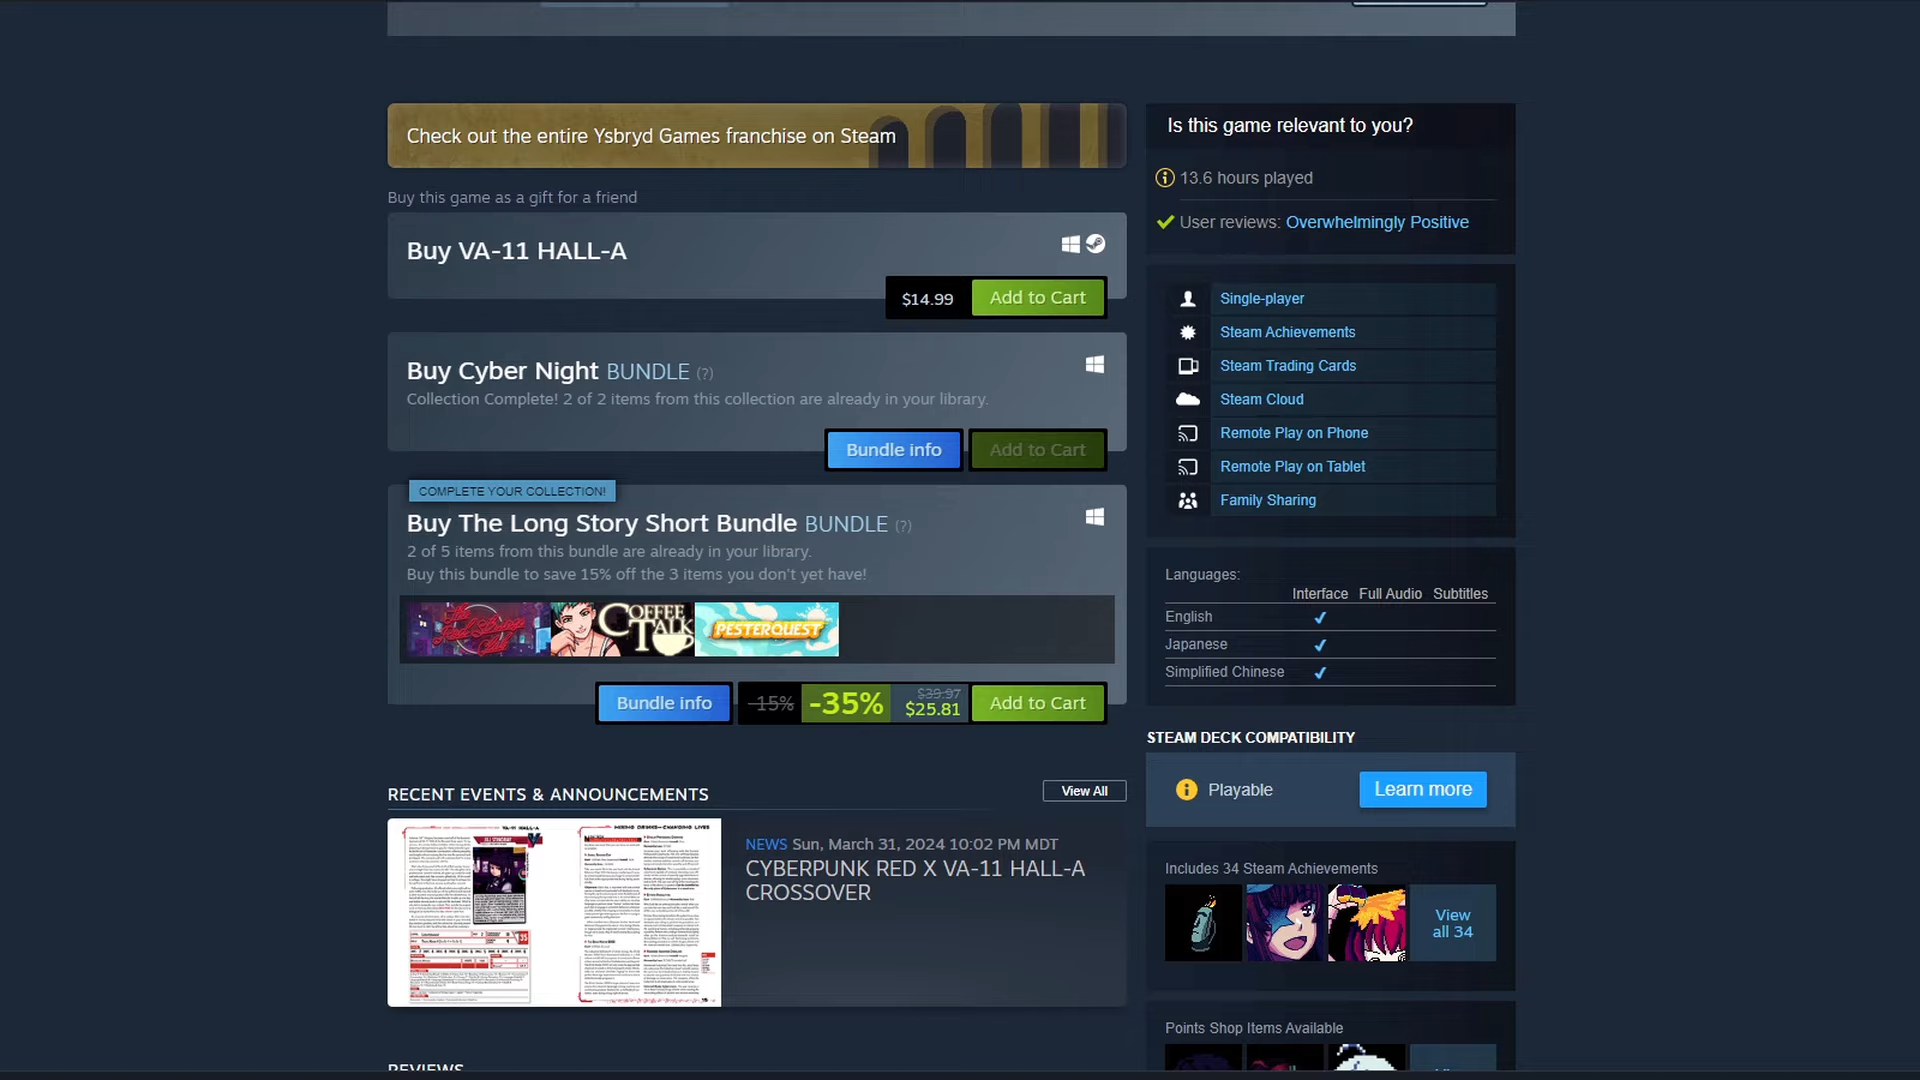 Check out the entire Ysbryd Games franchise on Steam
Buy this game as a gift for a friend
Buy VA-11 HALL-A
$14.99
Add to Cart
Buy Cyber Night BUNDLE (?)
Collection Complete! 2 of 2 items from this collection are already in your library.
Bundle info
Add to Cart
COMPLETE YOUR COLLECTION!
Buy The Long Story Short Bundle BUNDLE (?)
2 of 5 items from this bundle are already in your library.
Buy this bundle to save 15% off the 3 items you don't yet have!
COFFEE
TALK
PESTERQUEST
Bundle info
-15%
-35%
$39.97
$25.81
Add to Cart
RECENT EVENTS & ANNOUNCEMENTS
View All
VA-11 HALL-A
MIXING DRINKS—CHANGING LIVES
NEWS Sun, March 31, 2024 10:02 PM MDT
CYBERPUNK RED X VA-11 HALL-A
CROSSOVER
REVIEWS
Is this game relevant to you?
13.6 hours played
User reviews: Overwhelmingly Positive
Single-player
Steam Achievements
Steam Trading Cards
Steam Cloud
Remote Play on Phone
Remote Play on Tablet
Family Sharing
Languages:
Interface Full Audio Subtitles
English
Japanese
Simplified Chinese
STEAM DECK COMPATIBILITY
Playable
Learn more
Includes 34 Steam Achievements
View
all 34
Points Shop Items Available